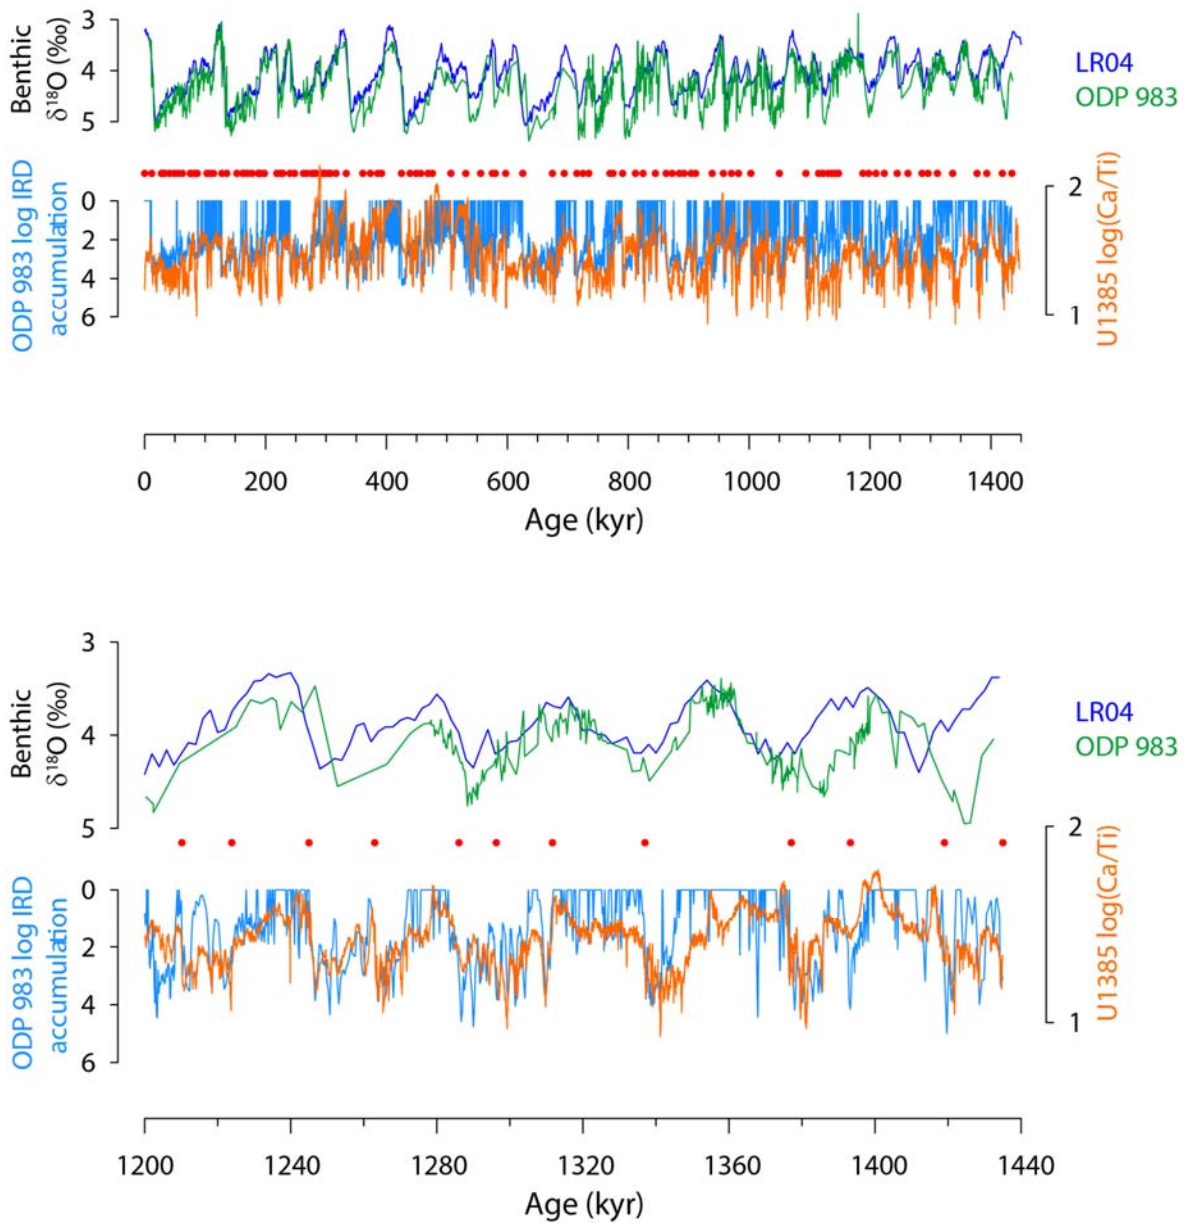 Benthic
δ¹⁸O (‰)
3
4
5
LR04
ODP 983
ODP 983 log IRD
accumulation
0
2
4
6
2
1
U1385 log(Ca/Ti)
0 200 400 600 800 1000 1200 1400
Age (kyr)
Benthic
δ¹⁸O (‰)
3
4
5
LR04
ODP 983
ODP 983 log IRD
accumulation
0
2
4
6
2
1
U1385 log(Ca/Ti)
1200 1240 1280 1320 1360 1400 1440
Age (kyr)